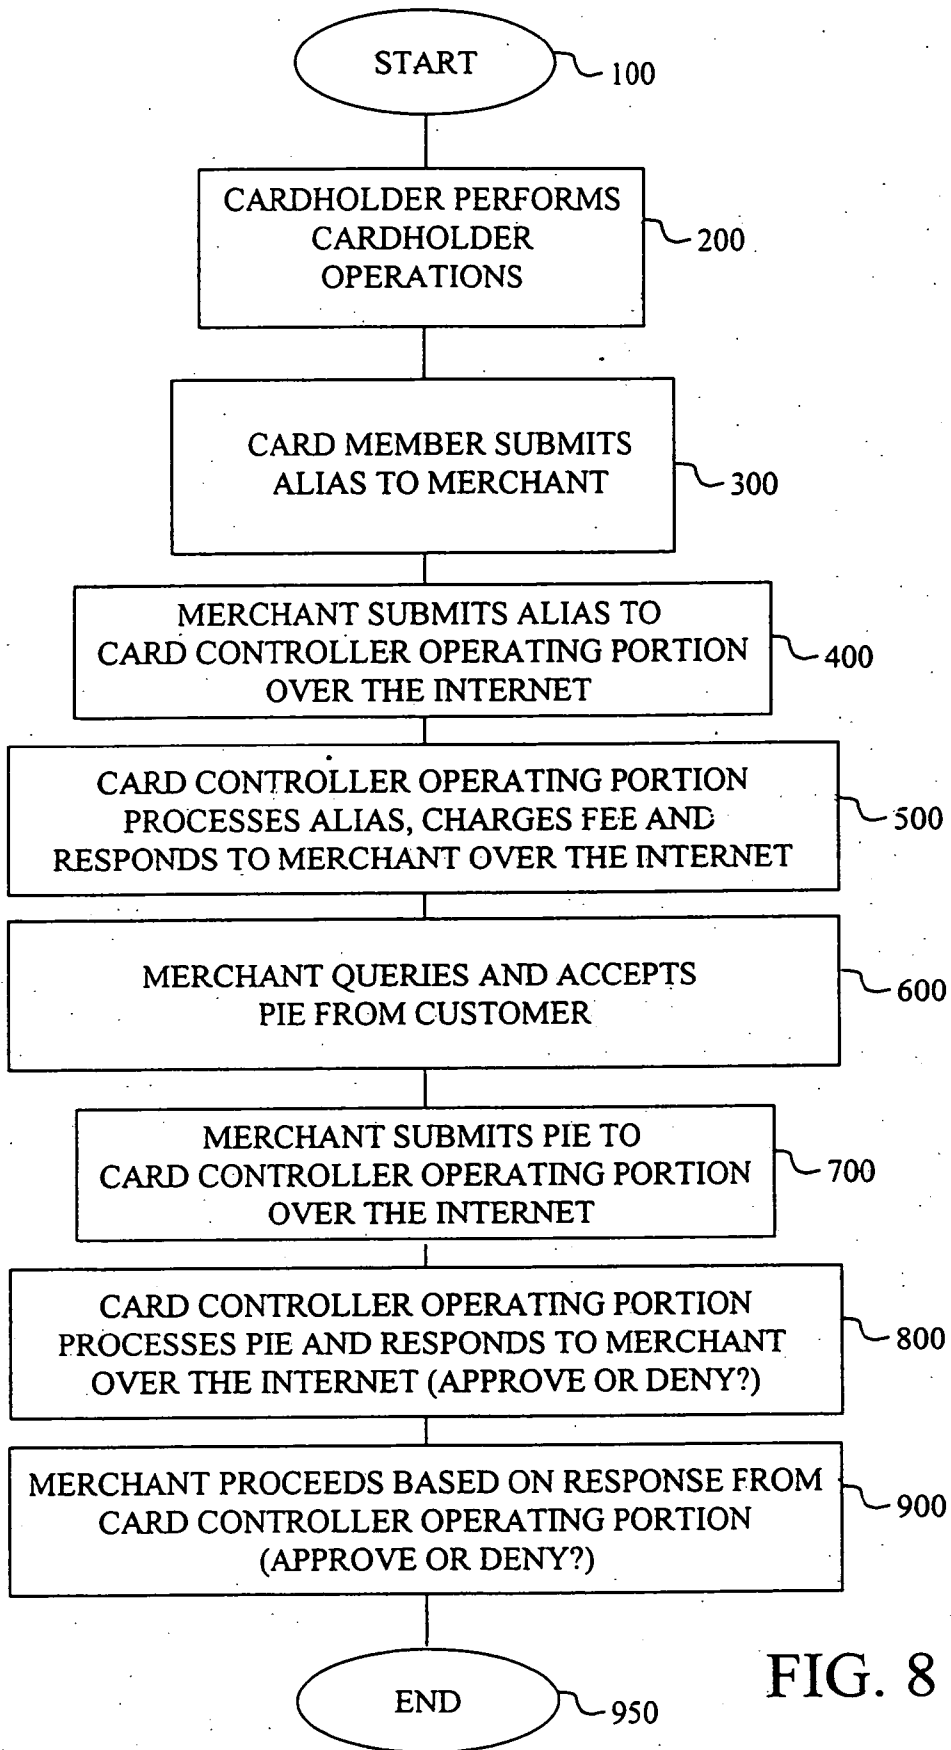 START
100
CARDHOLDER PERFORMS
CARDHOLDER
OPERATIONS
200
CARD MEMBER SUBMITS
ALIAS TO MERCHANT
300
MERCHANT SUBMITS ALIAS TO
CARD CONTROLLER OPERATING PORTION
OVER THE INTERNET
400
CARD CONTROLLER OPERATING PORTION
PROCESSES ALIAS, CHARGES FEE AND
RESPONDS TO MERCHANT OVER THE INTERNET
500
MERCHANT QUERIES AND ACCEPTS
PIE FROM CUSTOMER
600
MERCHANT SUBMITS PIE TO
CARD CONTROLLER OPERATING PORTION
OVER THE INTERNET
700
CARD CONTROLLER OPERATING PORTION
PROCESSES PIE AND RESPONDS TO MERCHANT
OVER THE INTERNET (APPROVE OR DENY?)
800
MERCHANT PROCEEDS BASED ON RESPONSE FROM
CARD CONTROLLER OPERATING PORTION
(APPROVE OR DENY?)
900
END
950
FIG. 8